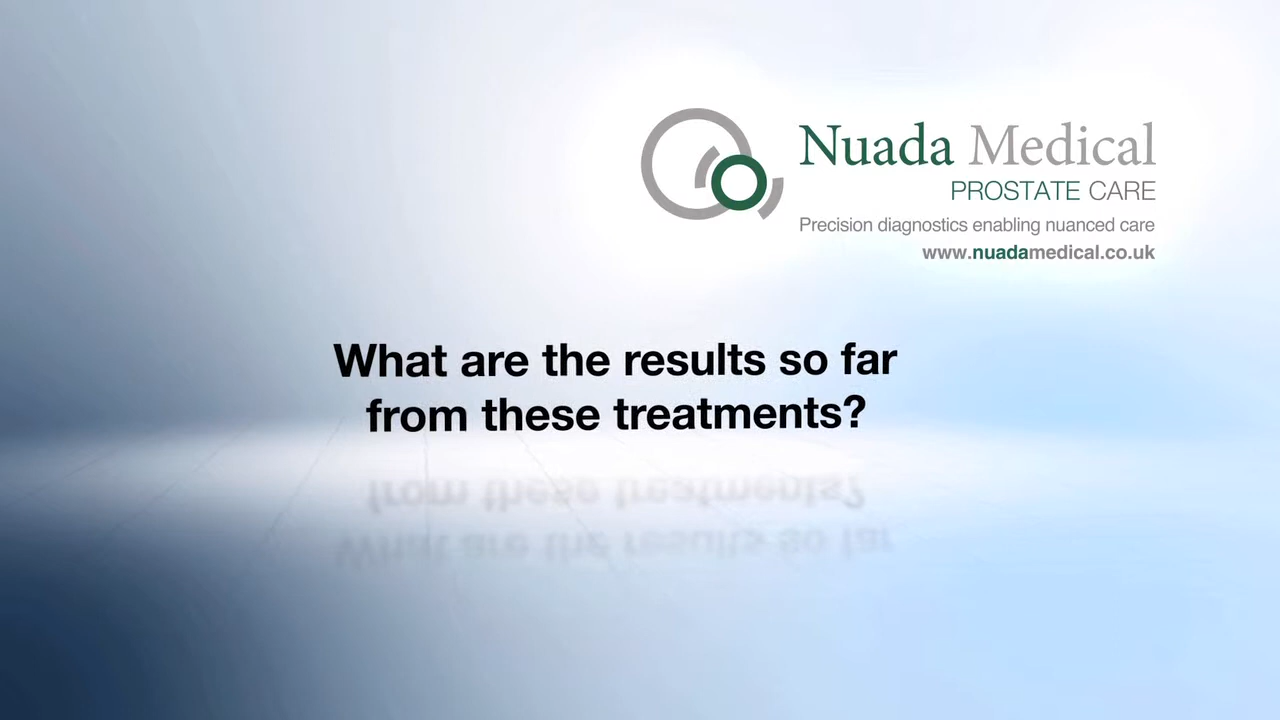 Nuada Medical
PROSTATE CARE
Precision diagnostics enabling nuanced care
www.nuadamedical.co.uk
What are the results so far
from these treatments?